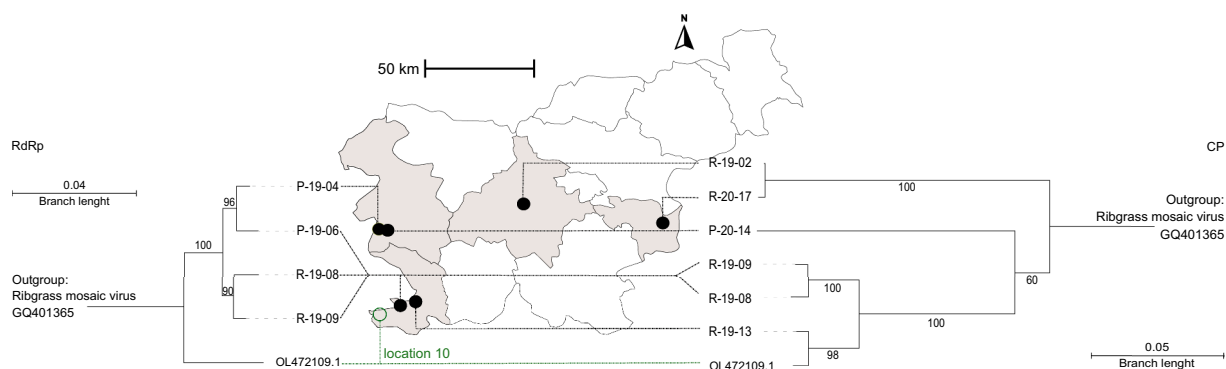 N
50 km
RdRp
0.04
Branch lenght
96
100
90
Outgroup:
Ribgrass mosaic virus
GQ401365
P-19-04
P-19-06
R-19-08
R-19-09
OL472109.1
location 10
R-19-02
R-20-17
P-20-14
R-19-09
R-19-08
R-19-13
OL472109.1
100
100
98
100
60
CP
Outgroup:
Ribgrass mosaic virus
GQ401365
0.05
Branch lenght